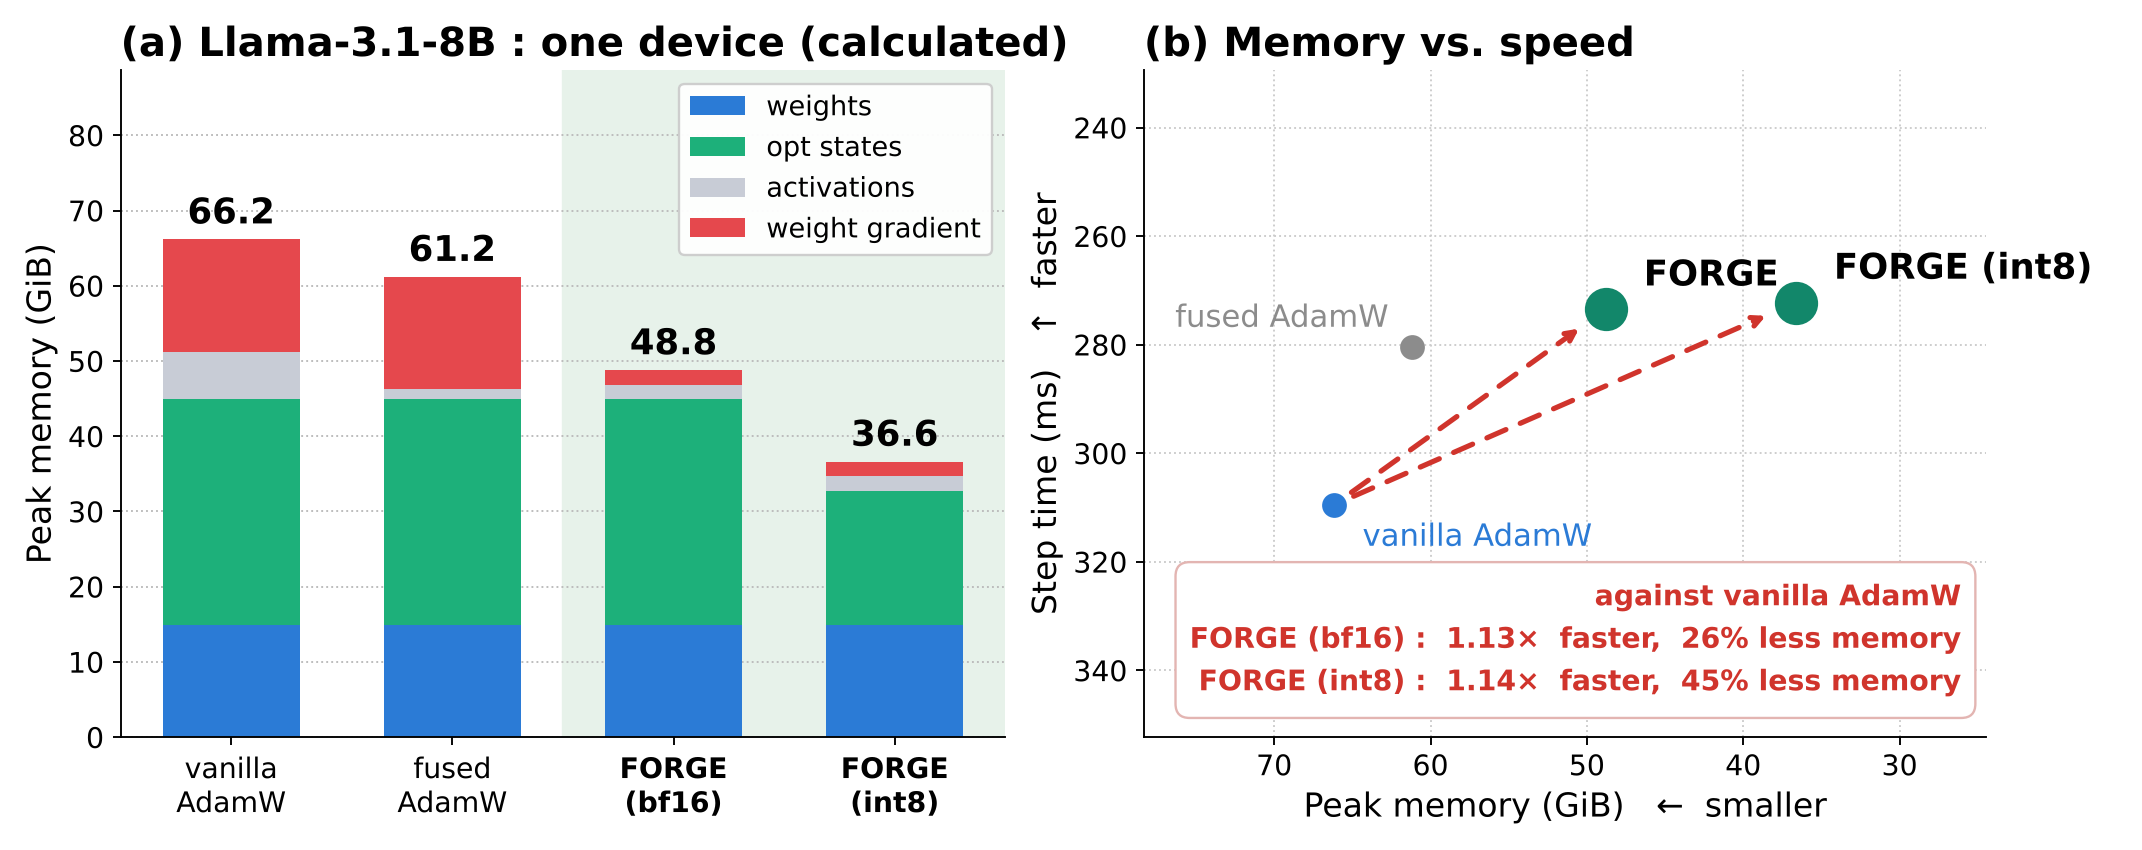 (a) Llama-3.1-8B : one device (calculated)
Peak memory (GiB)
80
70
60
50
40
30
20
10
0
66.2
61.2
48.8
36.6
weights
opt states
activations
weight gradient
vanilla
AdamW
fused
AdamW
FORGE
(bf16)
FORGE
(int8)
(b) Memory vs. speed
Step time (ms) ↑ faster
240
260
280
300
320
340
fused AdamW
FORGE
FORGE (int8)
vanilla AdamW
against vanilla AdamW
FORGE (bf16) : 1.13× faster, 26% less memory
FORGE (int8) : 1.14× faster, 45% less memory
70
60
50
40
30
Peak memory (GiB) ← smaller